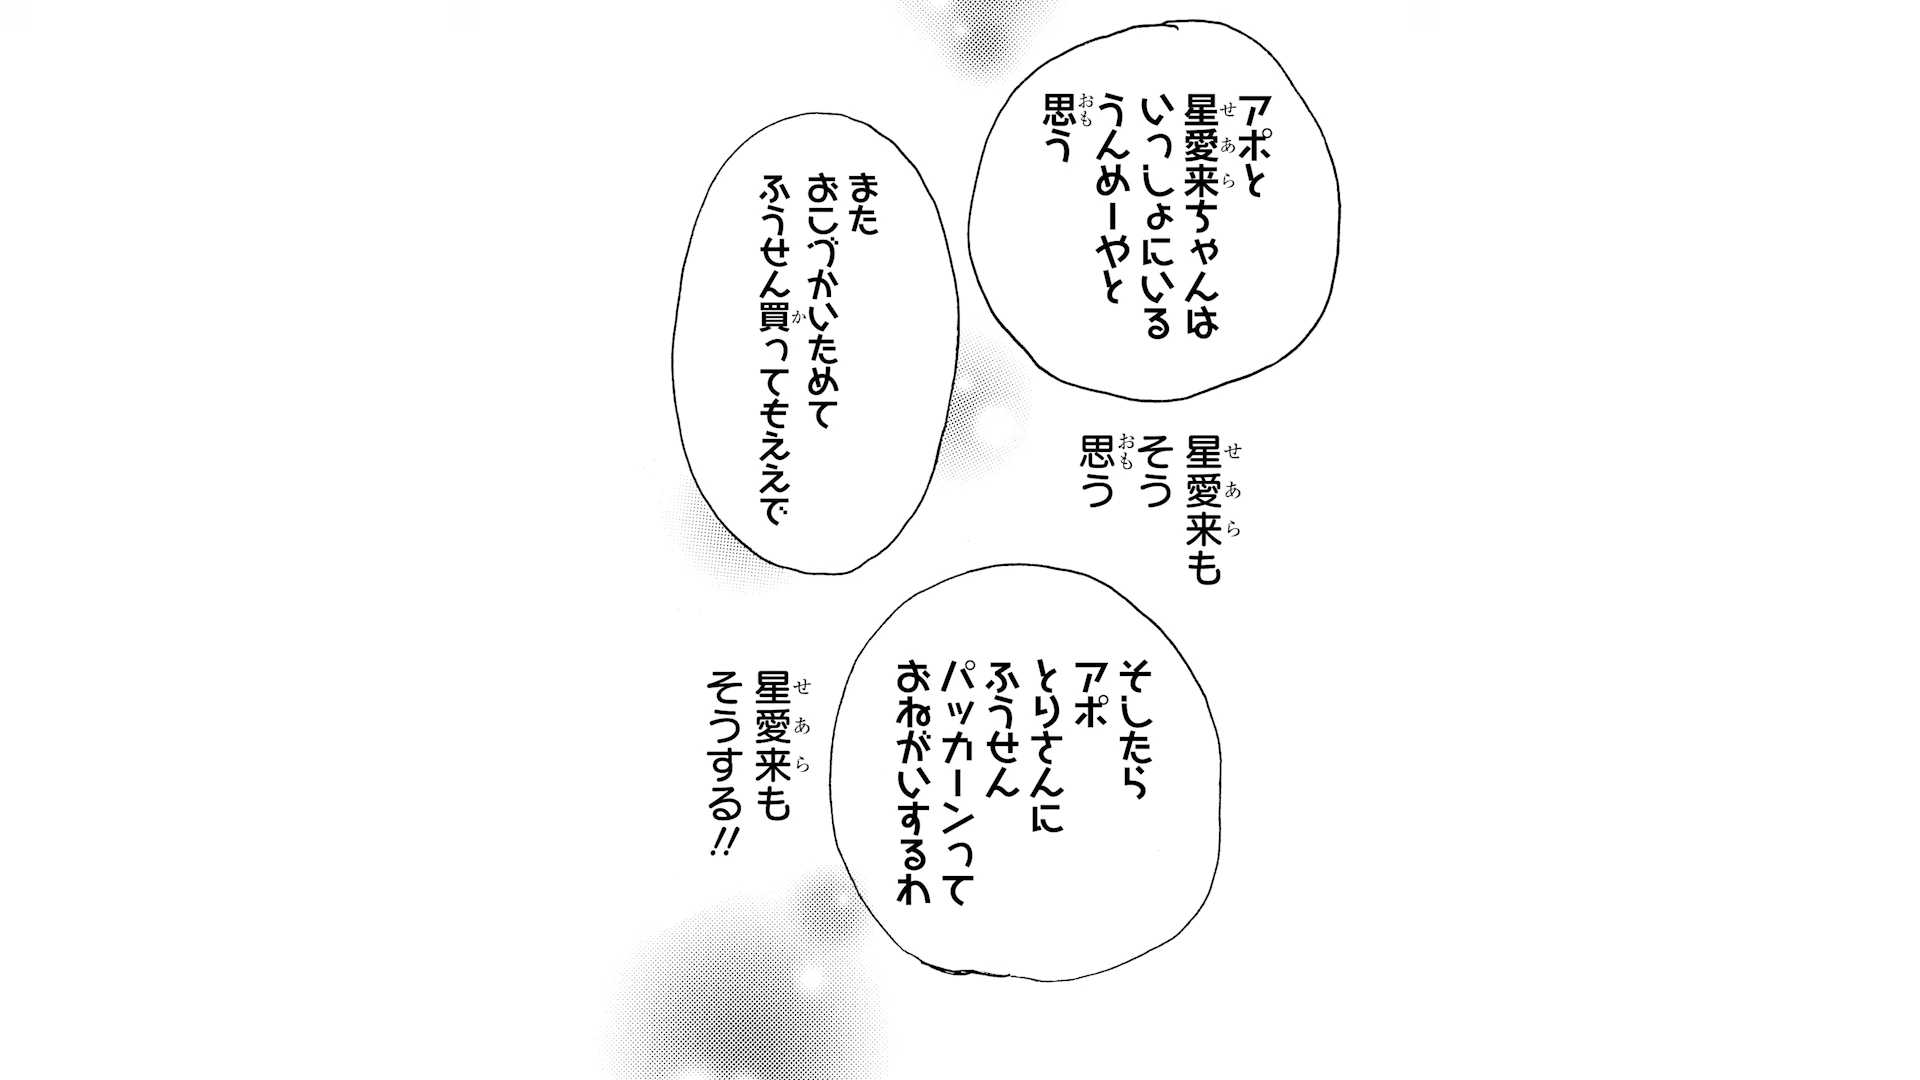 アポと
星愛来ちゃんは
いっしょにいる
うんめーやと
思う
星愛来も
そう
思う
また
おこづかいためて
ふうせん買ってもええで
そしたら
アポ
とりさんに
ふうせん
パッカーンって
おねがいするわ
星愛来も
そうする!!